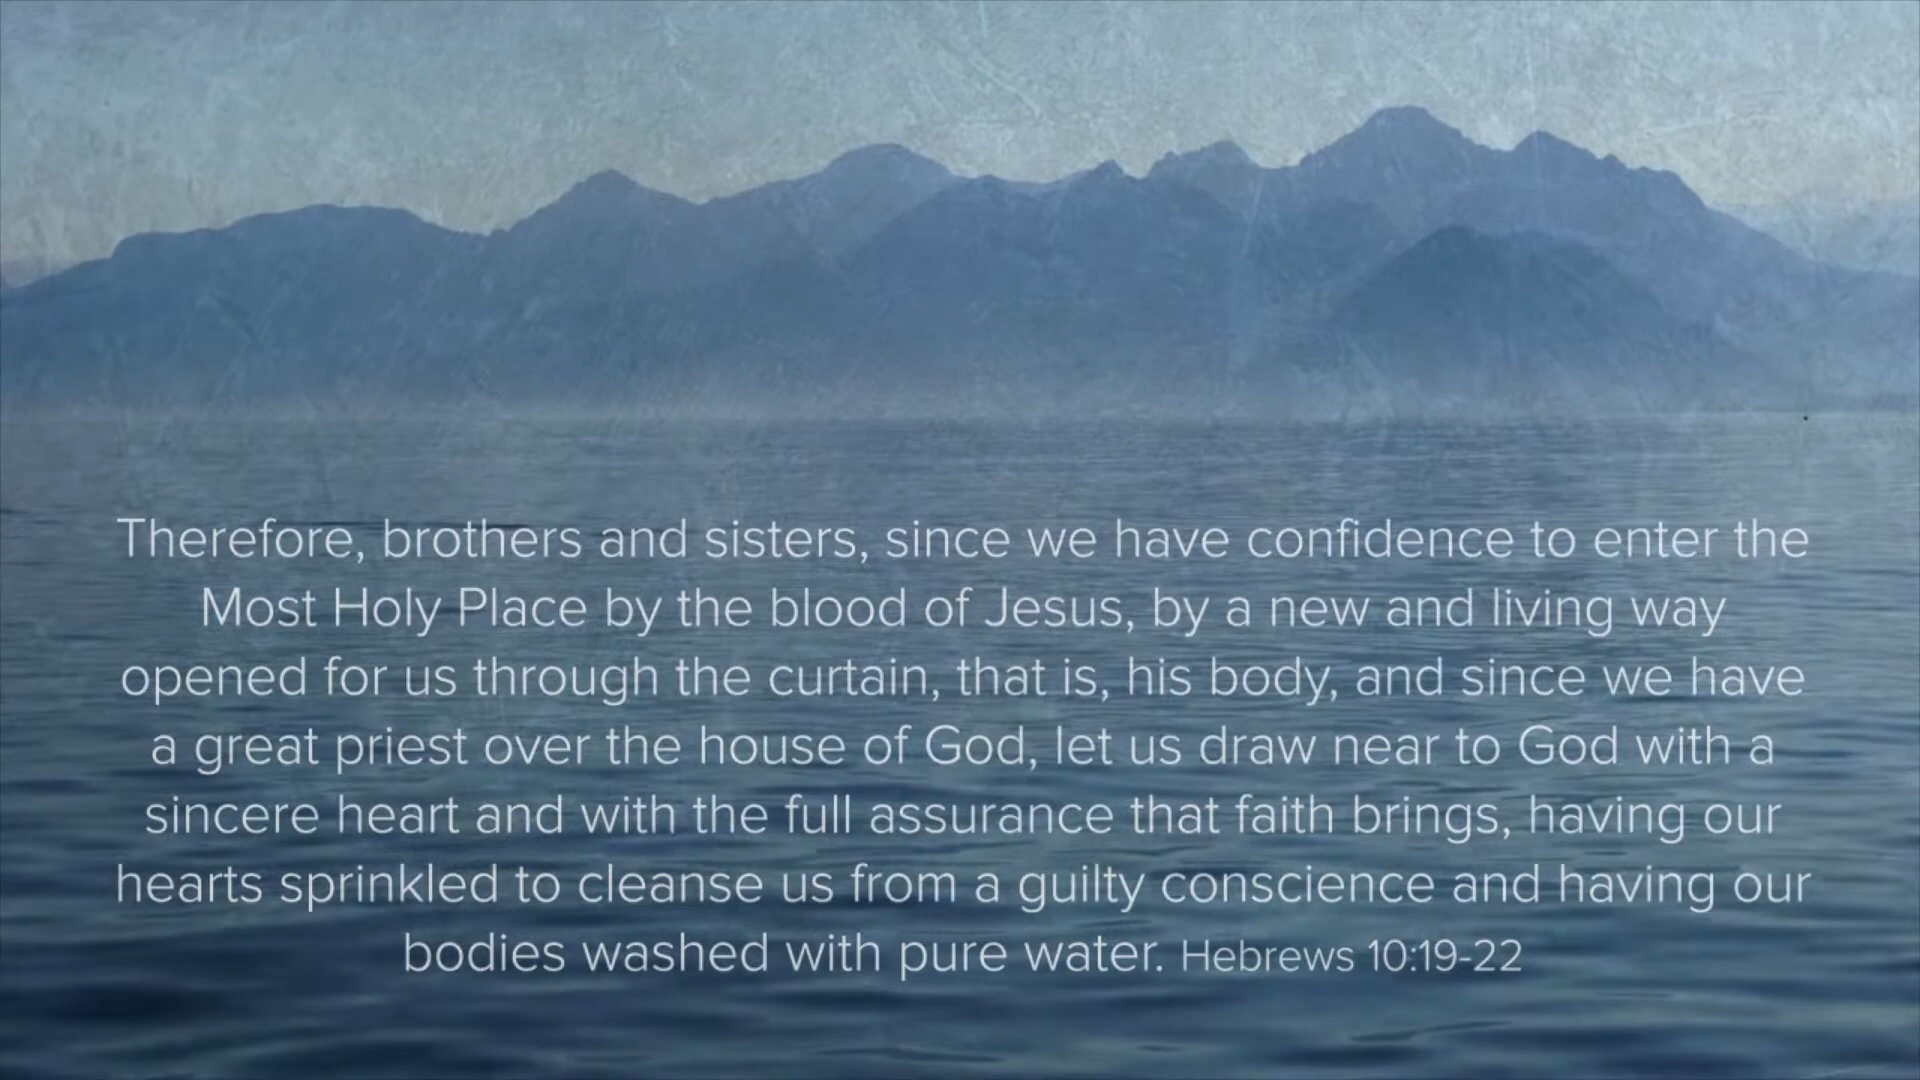 Therefore, brothers and sisters, since we have confidence to enter the
Most Holy Place by the blood of Jesus, by a new and living way
opened for us through the curtain, that is, his body, and since we have
a great priest over the house of God, let us draw near to God with a
sincere heart and with the full assurance that faith brings, having our
hearts sprinkled to cleanse us from a guilty conscience and having our
bodies washed with pure water. Hebrews 10:19-22